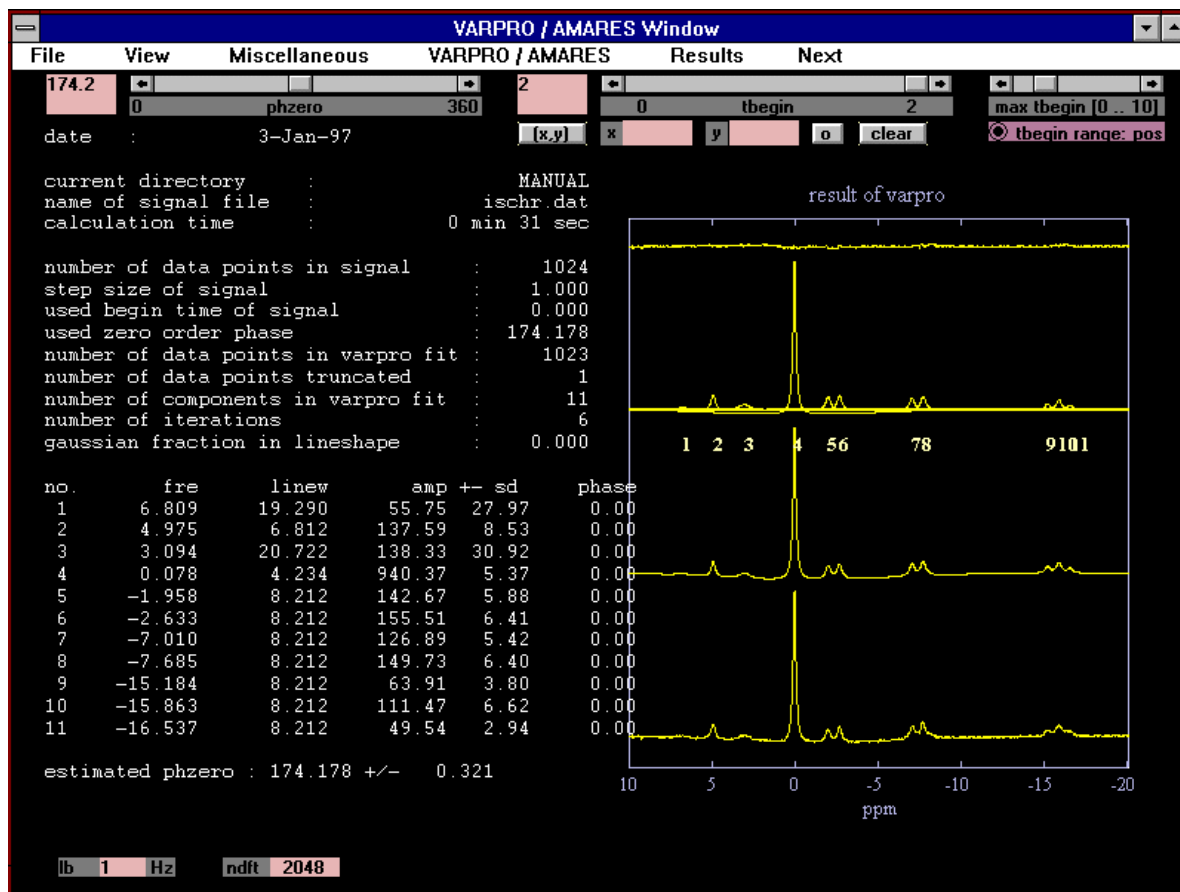 VARPRO / AMARES Window
File View Miscellaneous VARPRO / AMARES Results Next
174.2 2
0 phzero 360 0 tbegin 2 max tbegin [0 .. 10]
date : 3-Jan-97 (x,y) x y o clear tbegin range: pos
current directory : MANUAL
name of signal file : ischr.dat
calculation time : 0 min 31 sec
number of data points in signal : 1024
step size of signal : 1.000
used begin time of signal : 0.000
used zero order phase : 174.178
number of data points in varpro fit : 1023
number of data points truncated : 1
number of components in varpro fit : 11
number of iterations : 6
gaussian fraction in lineshape : 0.000
no. fre linew amp +- sd phase
1 6.809 19.290 55.75 27.97 0.00
2 4.975 6.812 137.59 8.53 0.00
3 3.094 20.722 138.33 30.92 0.00
4 0.078 4.234 940.37 5.37 0.00
5 -1.958 8.212 142.67 5.88 0.00
6 -2.633 8.212 155.51 6.41 0.00
7 -7.010 8.212 126.89 5.42 0.00
8 -7.685 8.212 149.73 6.40 0.00
9 -15.184 8.212 63.91 3.80 0.00
10 -15.863 8.212 111.47 6.62 0.00
11 -16.537 8.212 49.54 2.94 0.00
estimated phzero : 174.178 +/- 0.321
result of varpro
1 2 3 4 56 78 9101
10 5 0 -5 -10 -15 -20
ppm
lb 1 Hz ndft 2048